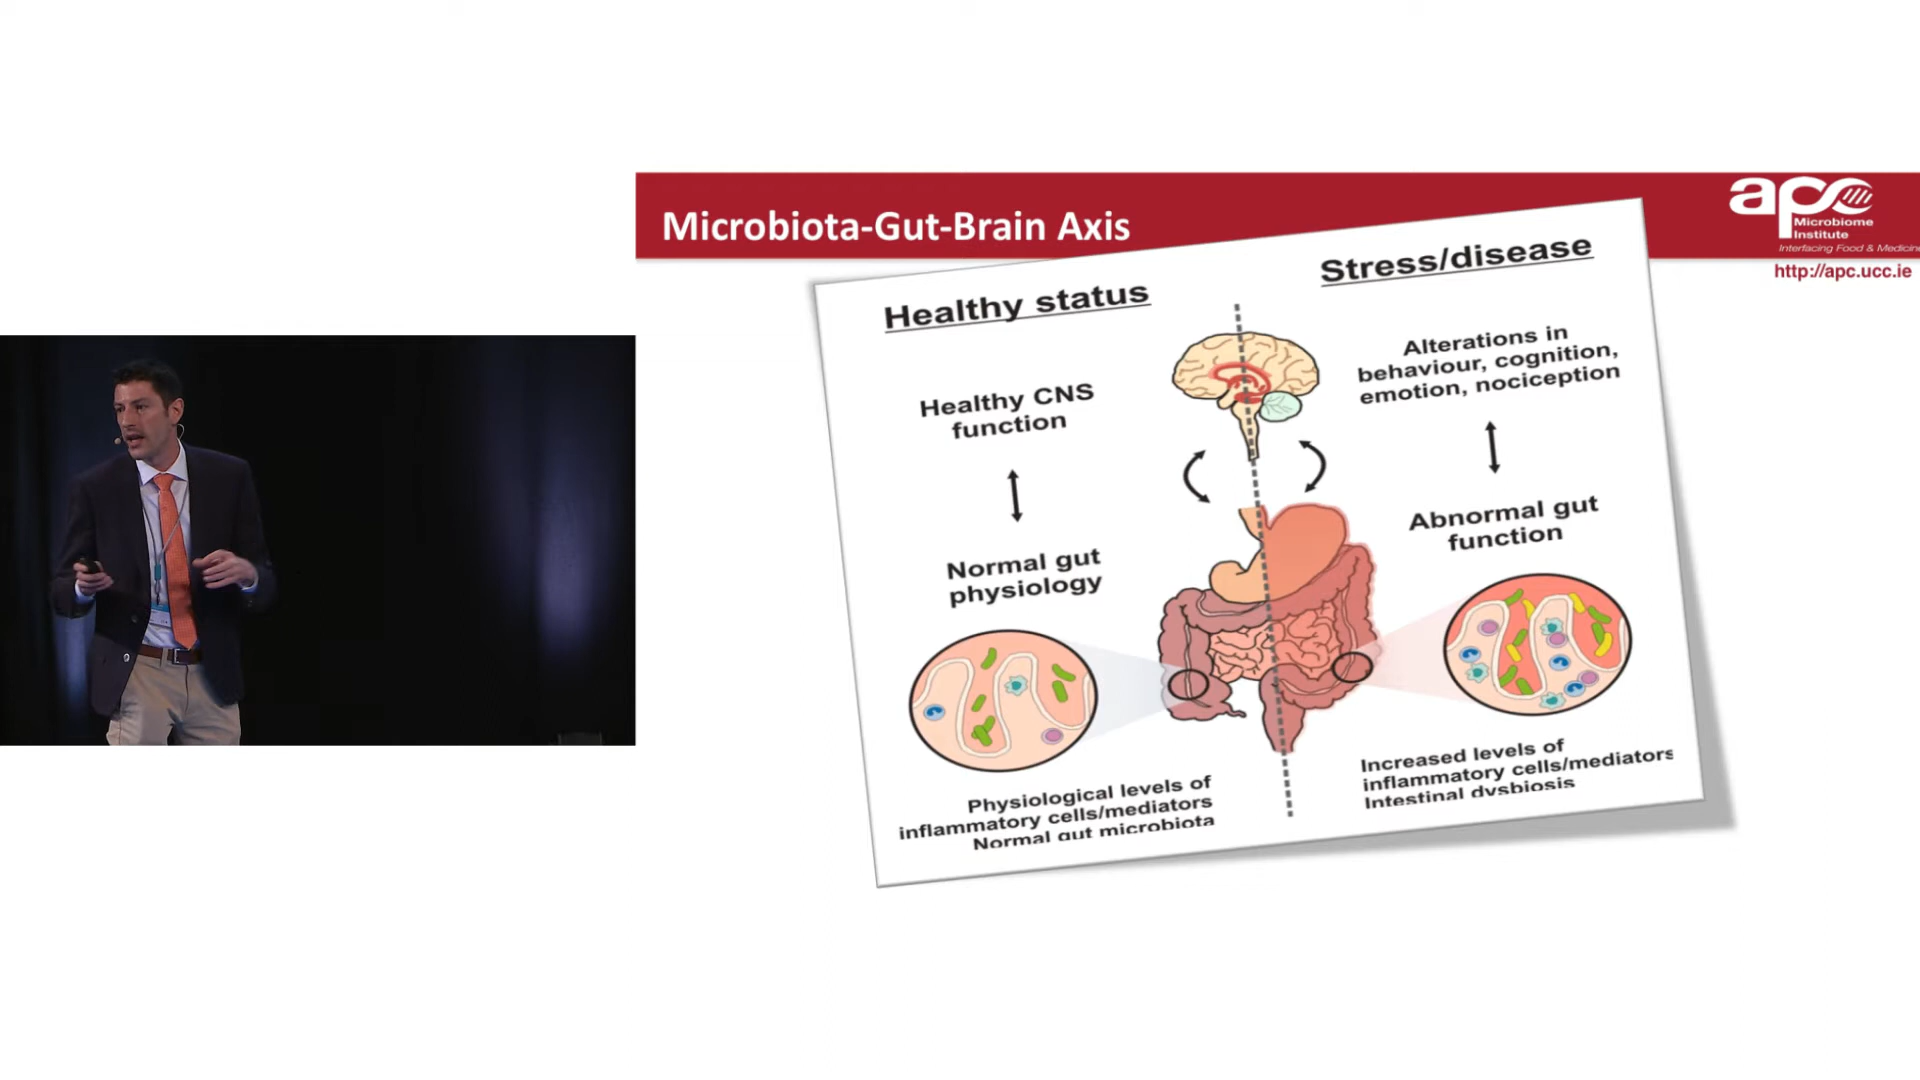 Microbiota-Gut-Brain Axis
apc
Microbiome
Institute
Interfacing Food & Medicine
http://apc.ucc.ie
Healthy status
Stress/disease
Healthy CNS
function
Normal gut
physiology
Physiological levels of
inflammatory cells/mediators
Normal gut microbiota
Alterations in
behaviour, cognition,
emotion, nociception
Abnormal gut
function
Increased levels of
inflammatory cells/mediators
Intestinal dysbiosis